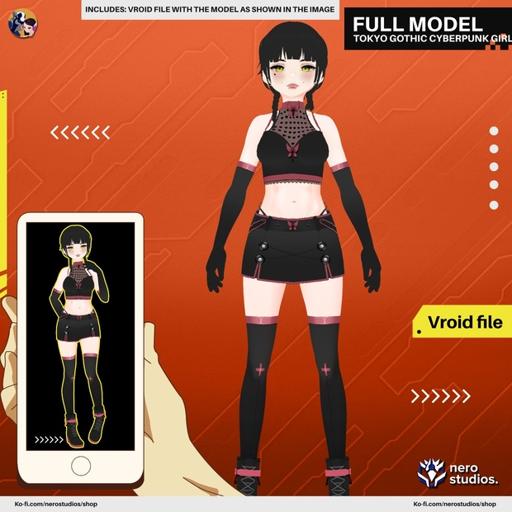 INCLUDES: VROID FILE WITH THE MODEL AS SHOWN IN THE IMAGE
FULL MODEL
TOKYO GOTHIC CYBERPUNK GIRL
Vroid file
nero
studios.
Ko-fi.com/nerostudios/shop
Ko-fi.com/nerostudios/shop